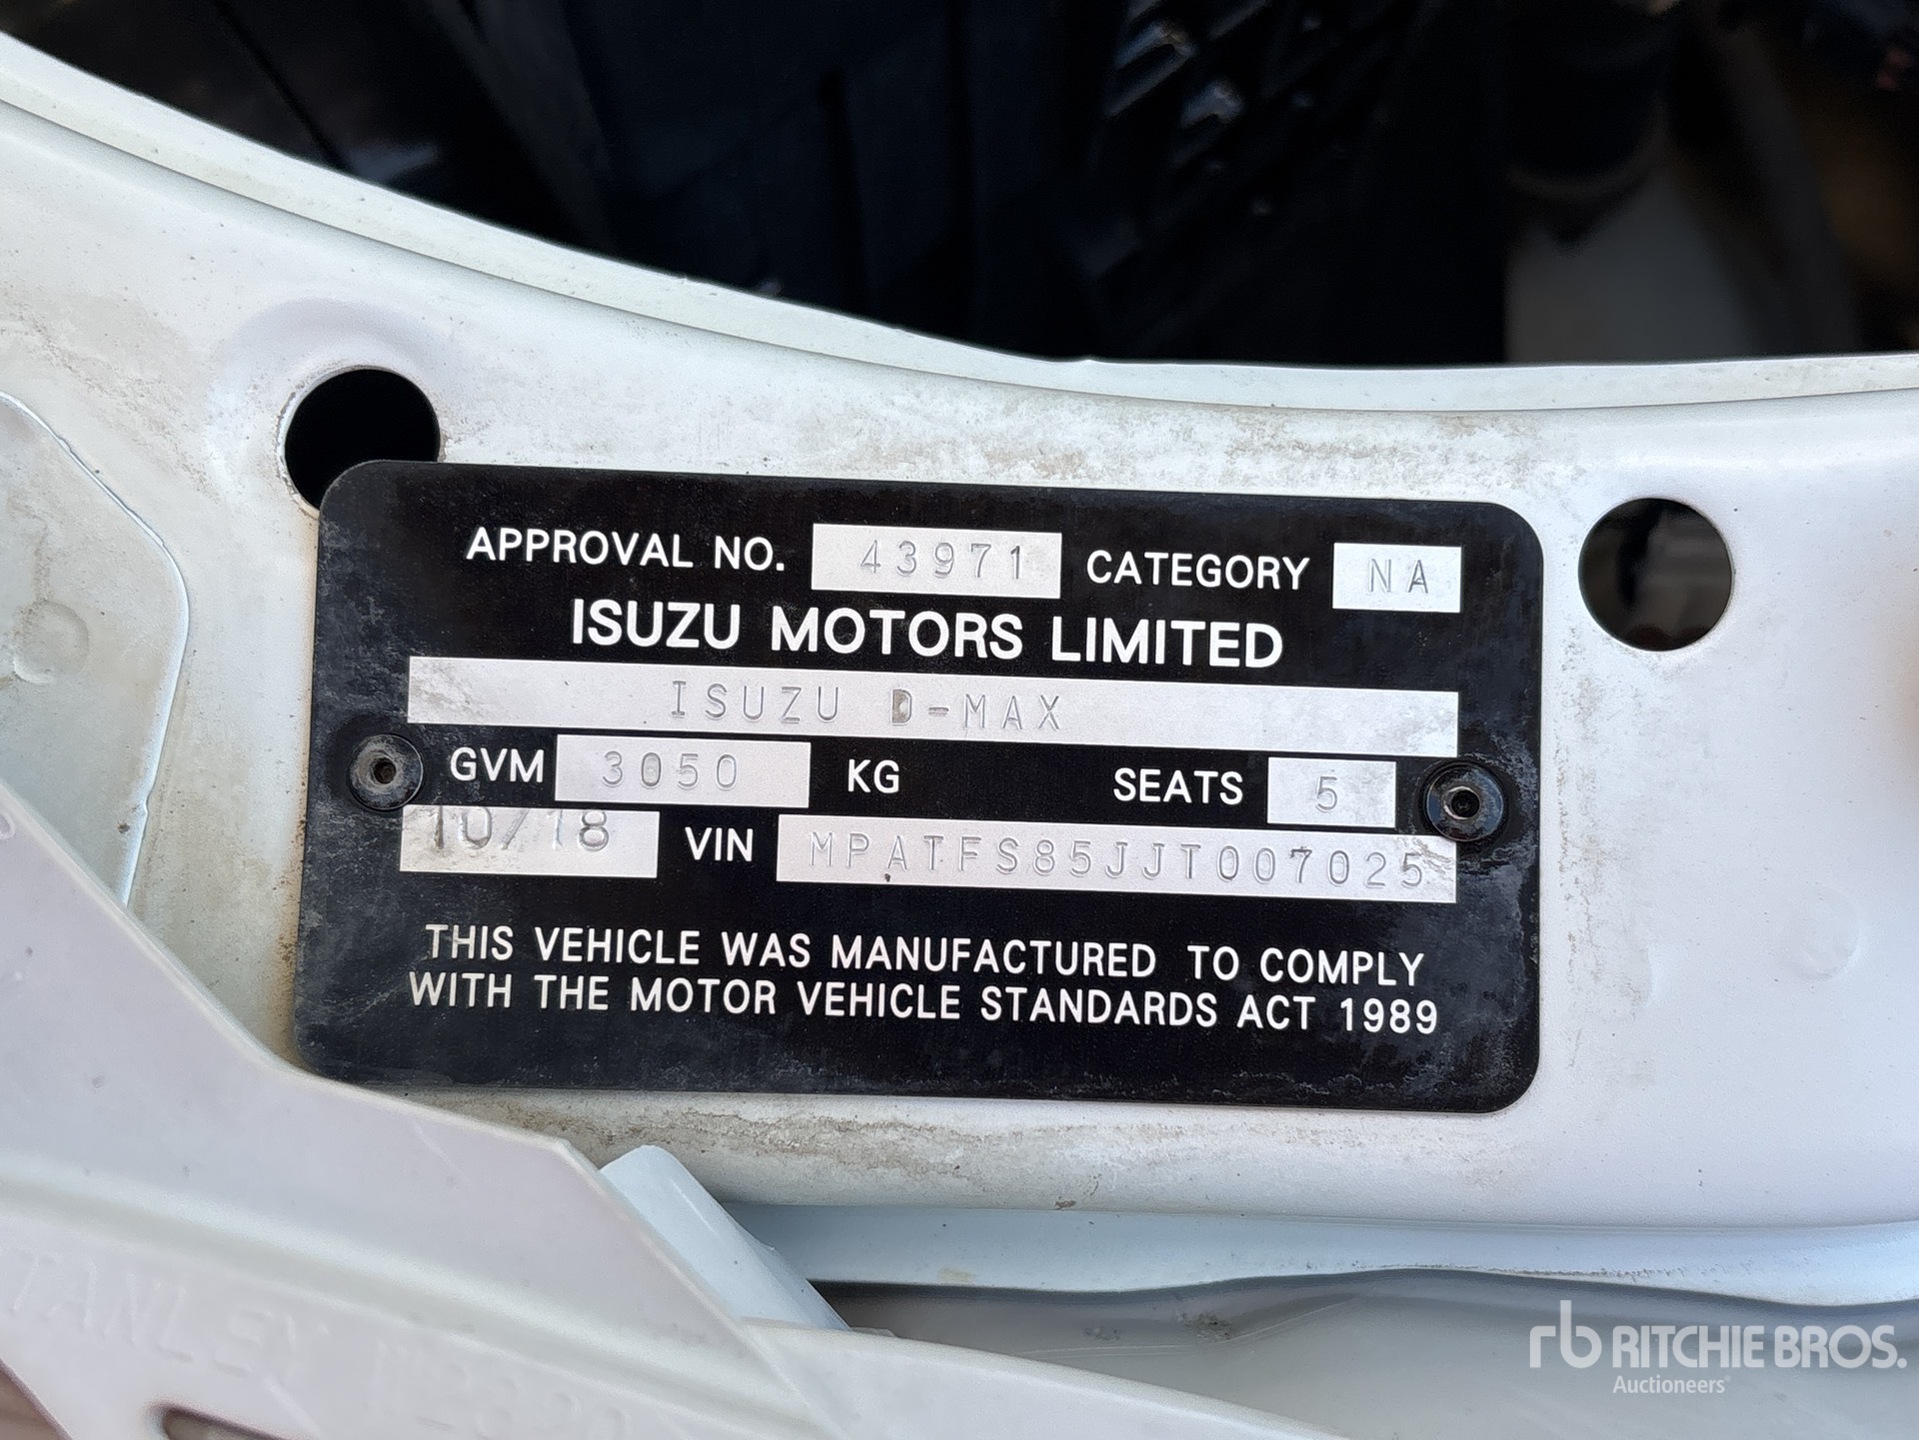 APPROVAL NO. 43971 CATEGORY NA
ISUZU MOTORS LIMITED
ISUZU D-MAX
GVM 3050 KG SEATS 5
10/18 VIN MPATFS85JJT007025
THIS VEHICLE WAS MANUFACTURED TO COMPLY
WITH THE MOTOR VEHICLE STANDARDS ACT 1989
rb RITCHIE BROS.
Auctioneers